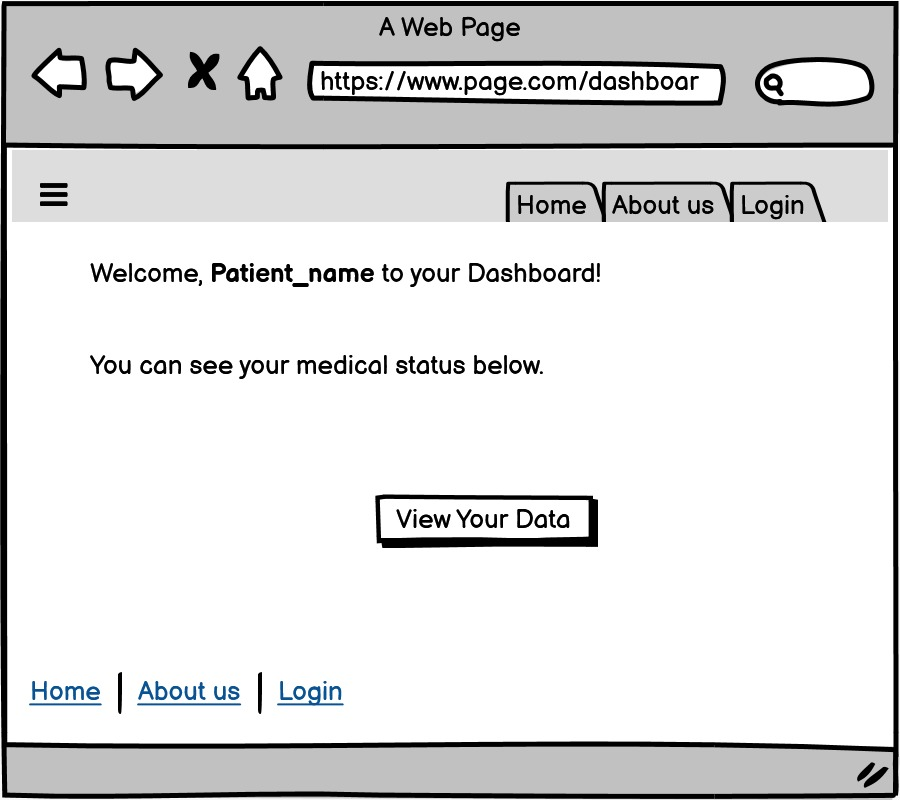 A Web Page
https://www.page.com/dashboar
Home About us Login
Welcome, Patient_name to your Dashboard!
You can see your medical status below.
View Your Data
Home About us Login